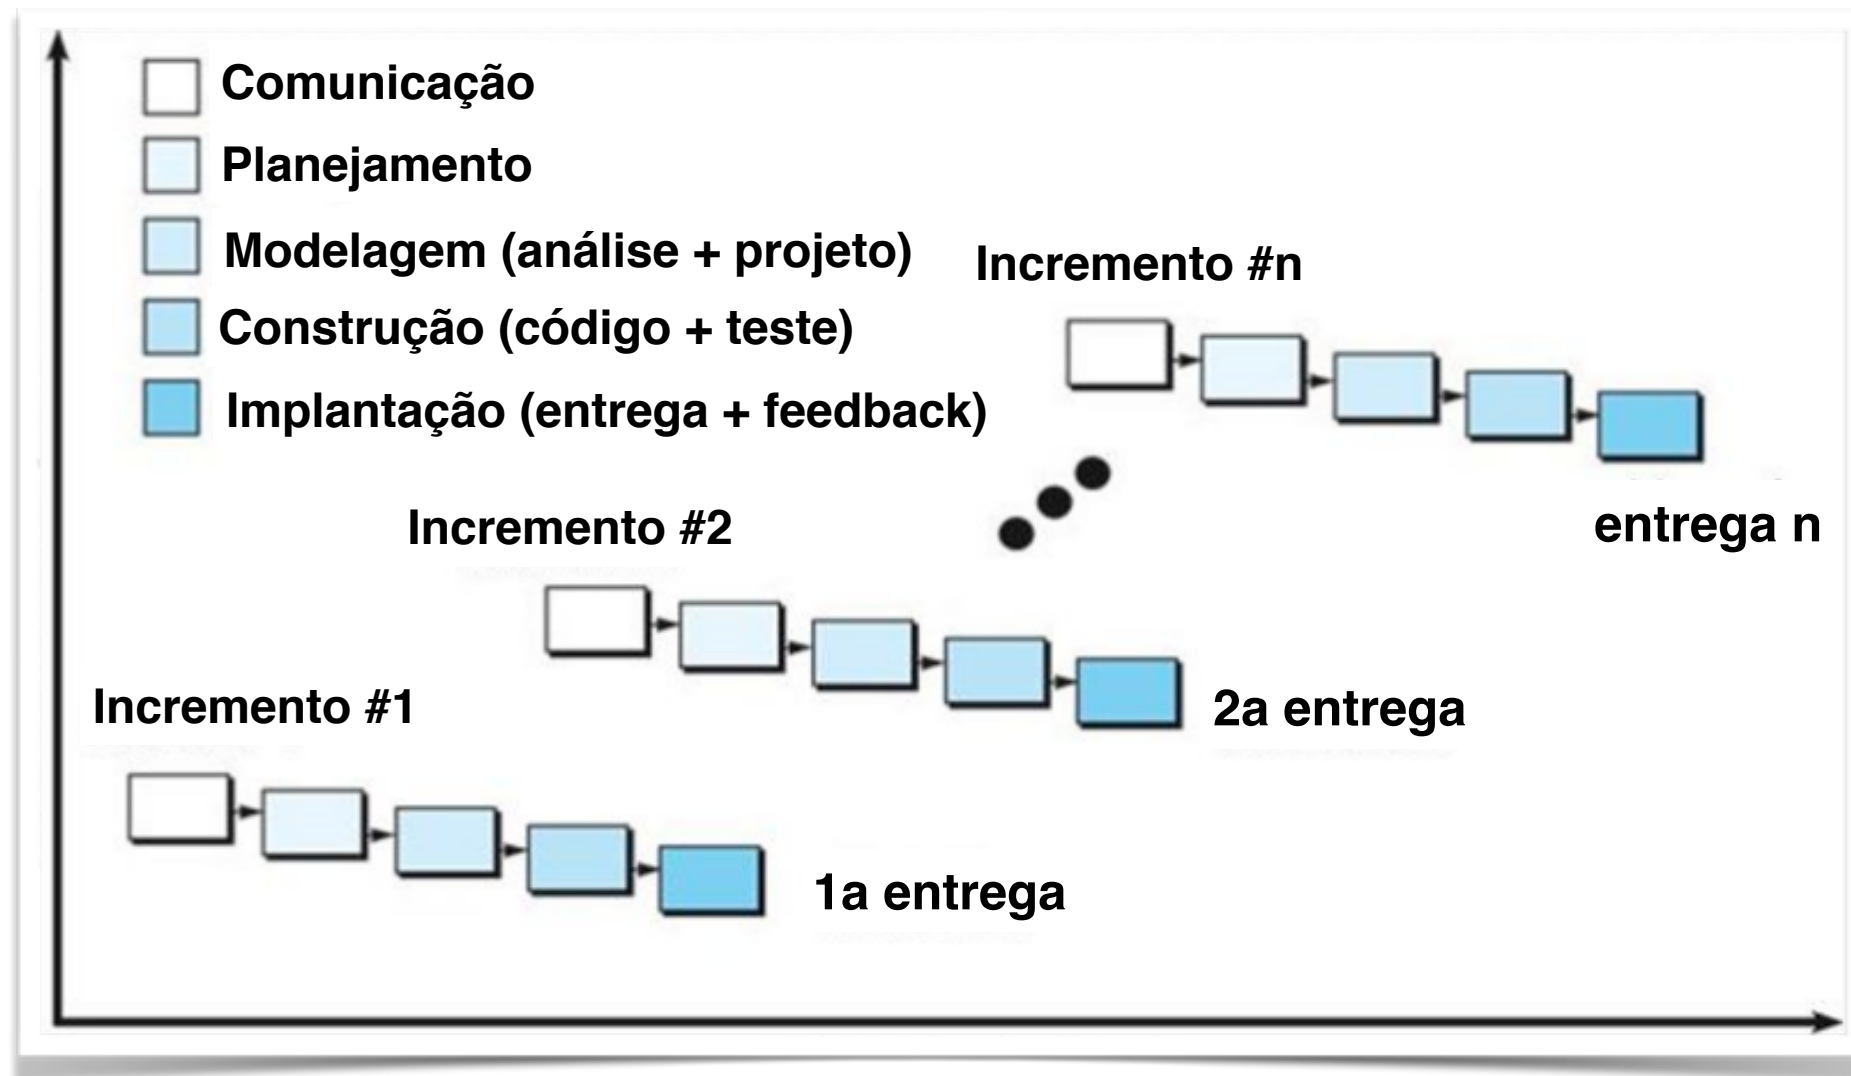 Comunicação
Planejamento
Modelagem (análise + projeto)
Construção (código + teste)
Implantação (entrega + feedback)
Incremento #n
entrega n
Incremento #2
2a entrega
Incremento #1
1a entrega